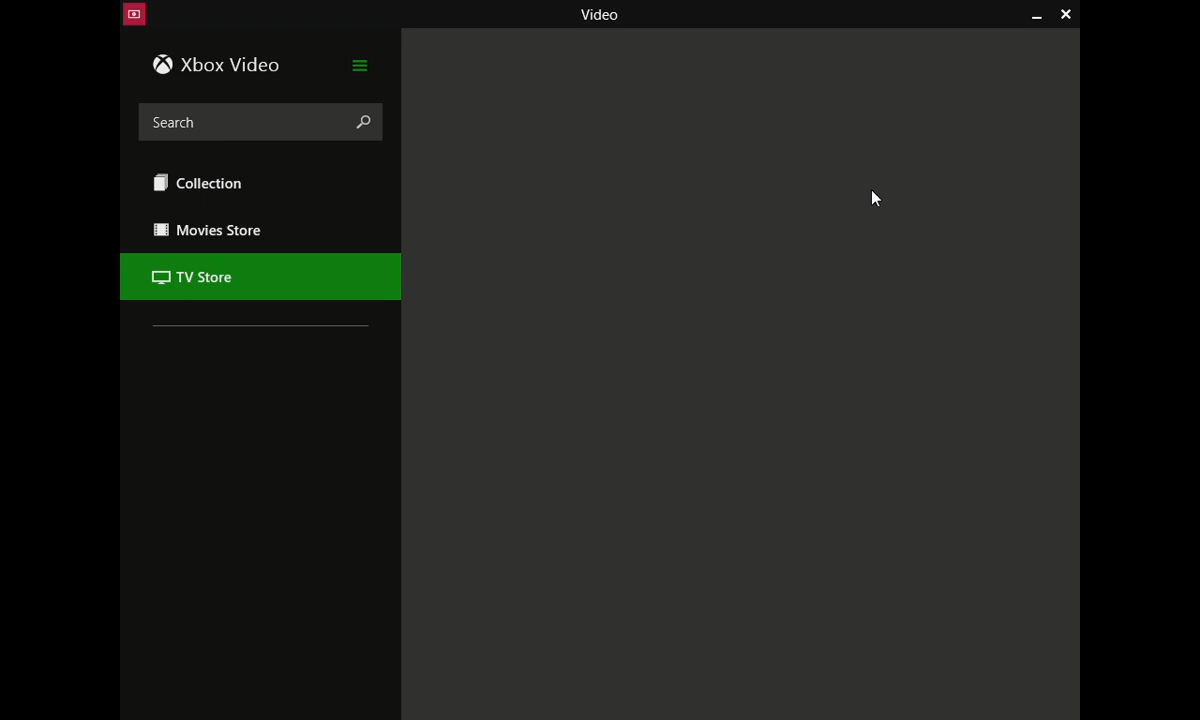 Video
Xbox Video
Search
Collection
Movies Store
TV Store